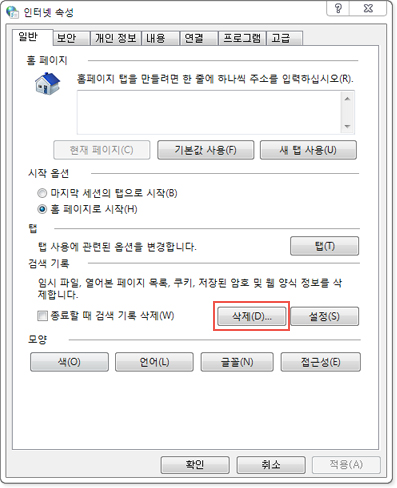 인터넷 속성
일반 보안 개인 정보 내용 연결 프로그램 고급
홈 페이지
홈페이지 탭을 만들려면 한 줄에 하나씩 주소를 입력하십시오(R).
현재 페이지(C) 기본값 사용(F) 새 탭 사용(U)
시작 옵션
마지막 세션의 탭으로 시작(B)
홈 페이지로 시작(H)
탭
탭 사용에 관련된 옵션을 변경합니다. 탭(T)
검색 기록
임시 파일, 열어본 페이지 목록, 쿠키, 저장된 암호 및 웹 양식 정보를 삭
제합니다.
종료할 때 검색 기록 삭제(W) 삭제(D)... 설정(S)
모양
색(O) 언어(L) 글꼴(N) 접근성(E)
확인 취소 적용(A)